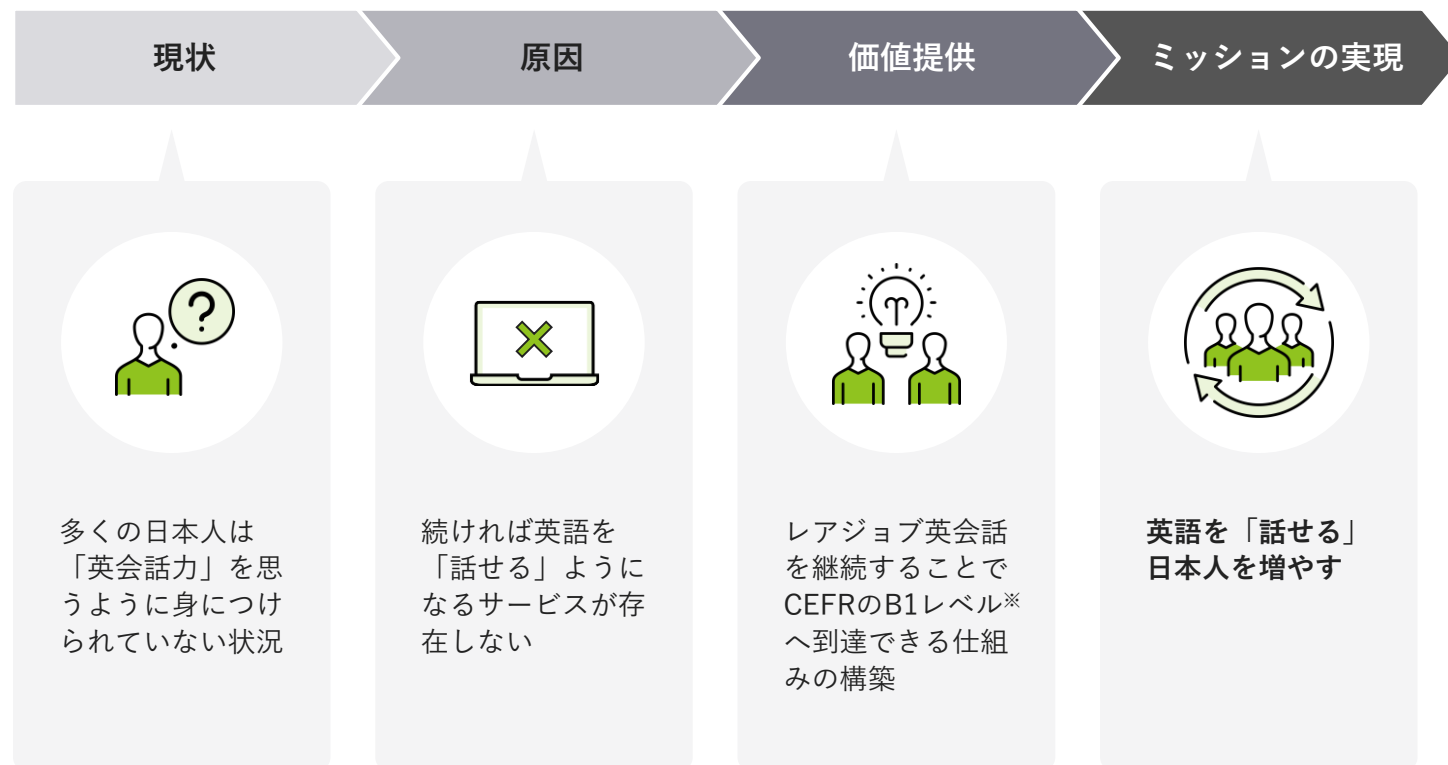 現状
原因
価値提供
ミッションの実現
多くの日本人は
「英会話力」を思
うように身につけ
られていない状況
続ければ英語を
「話せる」ように
なるサービスが存
在しない
レアジョブ英会話
を継続することで
CEFRのB1レベル※
へ到達できる仕組
みの構築
英語を「話せる」
日本人を増やす